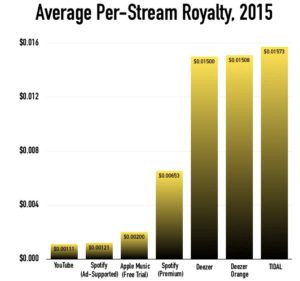 Average Per-Stream Royalty, 2015
$0.016
$0.012
$0.008
$0.004
$0.000
$0.00111
$0.00121
$0.00200
$0.00653
$0.01500
$0.01508
$0.01573
YouTube
Spotify
(Ad-Supported)
Apple Music
(Free Trial)
Spotify
(Premium)
Deezer
Deezer
Orange
TIDAL